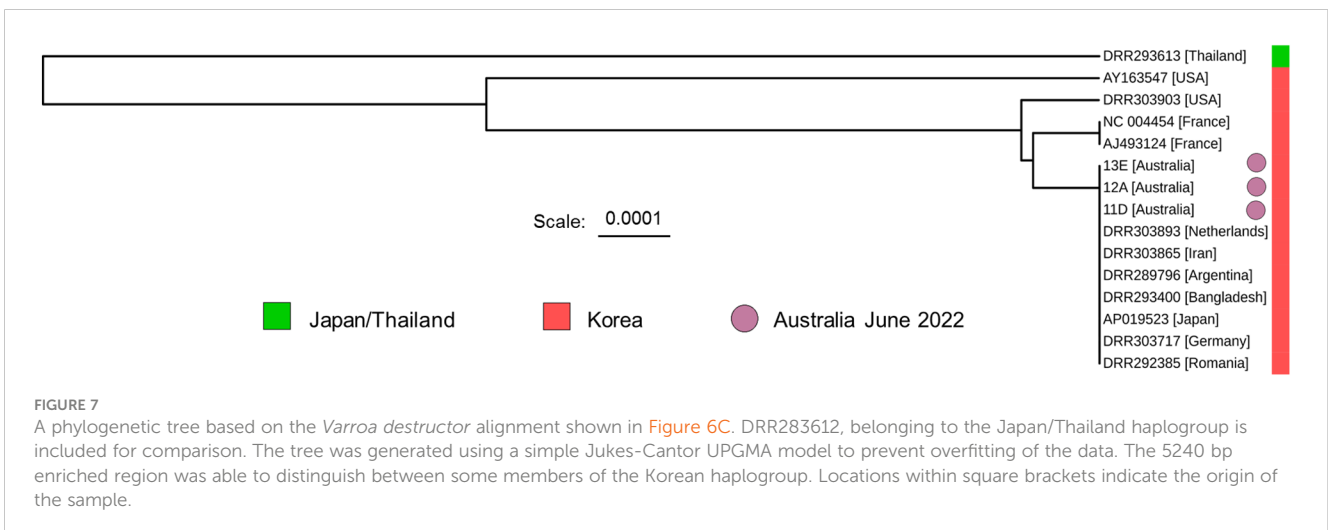 DRR293613 [Thailand]
AY163547 [USA]
DRR303903 [USA]
NC 004454 [France]
AJ493124 [France]
13E [Australia]
12A [Australia]
11D [Australia]
DRR303893 [Netherlands]
DRR303865 [Iran]
DRR289796 [Argentina]
DRR293400 [Bangladesh]
AP019523 [Japan]
DRR303717 [Germany]
DRR292385 [Romania]
Scale: 0.0001
Japan/Thailand
Korea
Australia June 2022
FIGURE 7
A phylogenetic tree based on the Varroa destructor alignment shown in Figure 6C. DRR283612, belonging to the Japan/Thailand haplogroup is
included for comparison. The tree was generated using a simple Jukes-Cantor UPGMA model to prevent overfitting of the data. The 5240 bp
enriched region was able to distinguish between some members of the Korean haplogroup. Locations within square brackets indicate the origin of
the sample.